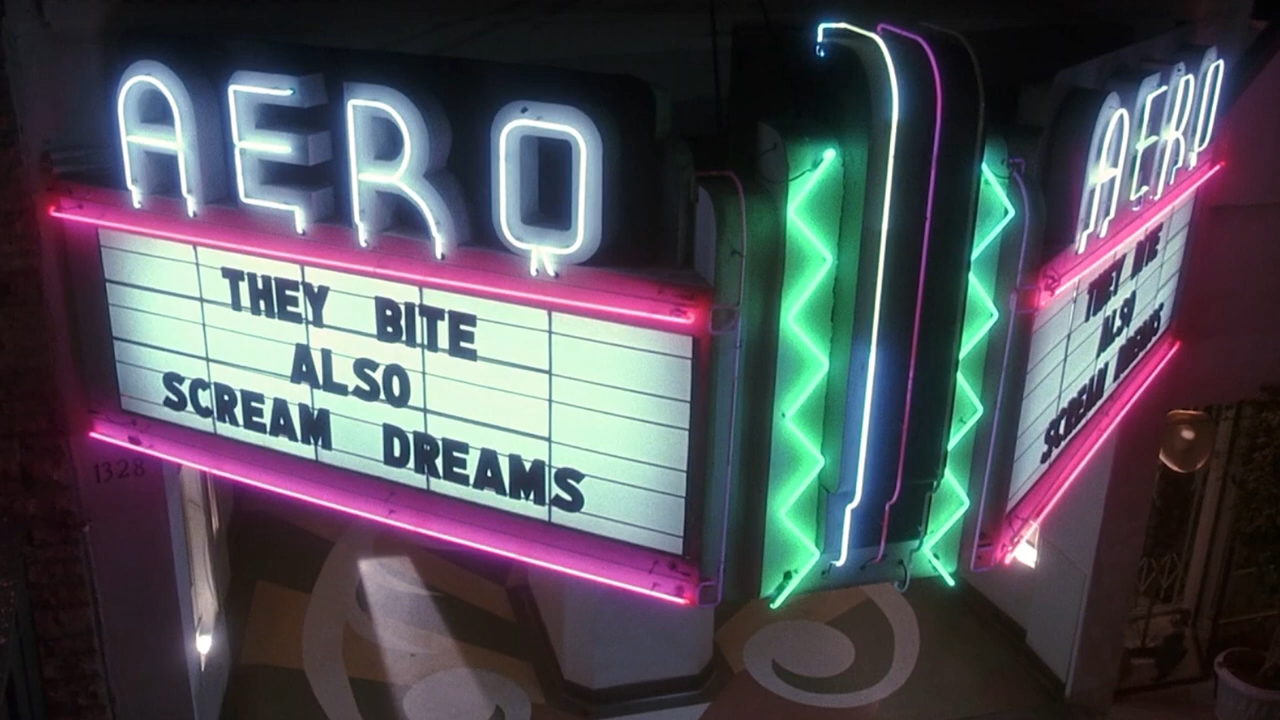 AERO
THEY BITE
ALSO
SCREAM DREAMS
1328
AERO
THEY BITE
ALSO
SCREAM DREAMS